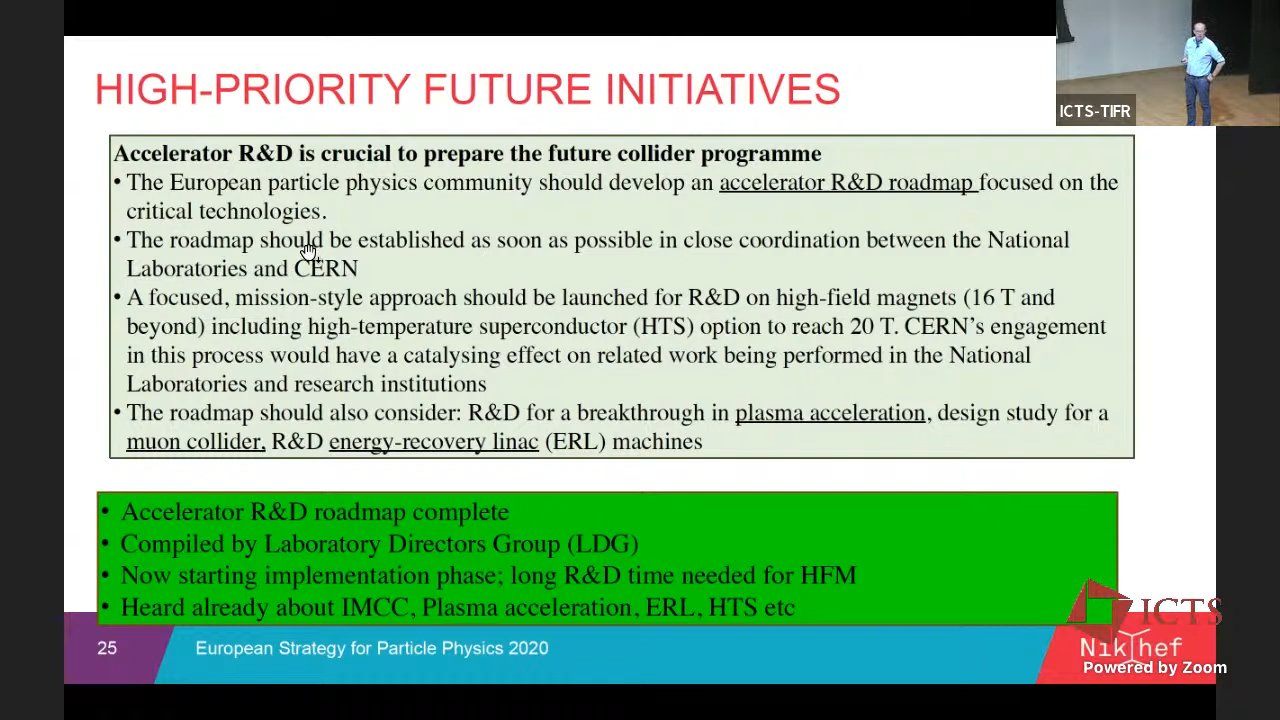 HIGH-PRIORITY FUTURE INITIATIVES
ICTS-TIFR
Accelerator R&D is crucial to prepare the future collider programme
• The European particle physics community should develop an accelerator R&D roadmap focused on the
critical technologies.
• The roadmap should be established as soon as possible in close coordination between the National
Laboratories and CERN
• A focused, mission-style approach should be launched for R&D on high-field magnets (16 T and
beyond) including high-temperature superconductor (HTS) option to reach 20 T. CERN’s engagement
in this process would have a catalysing effect on related work being performed in the National
Laboratories and research institutions
• The roadmap should also consider: R&D for a breakthrough in plasma acceleration, design study for a
muon collider, R&D energy-recovery linac (ERL) machines
• Accelerator R&D roadmap complete
• Compiled by Laboratory Directors Group (LDG)
• Now starting implementation phase; long R&D time needed for HFM
• Heard already about IMCC, Plasma acceleration, ERL, HTS etc
ICTS
25
European Strategy for Particle Physics 2020
Nikhef
Powered by Zoom